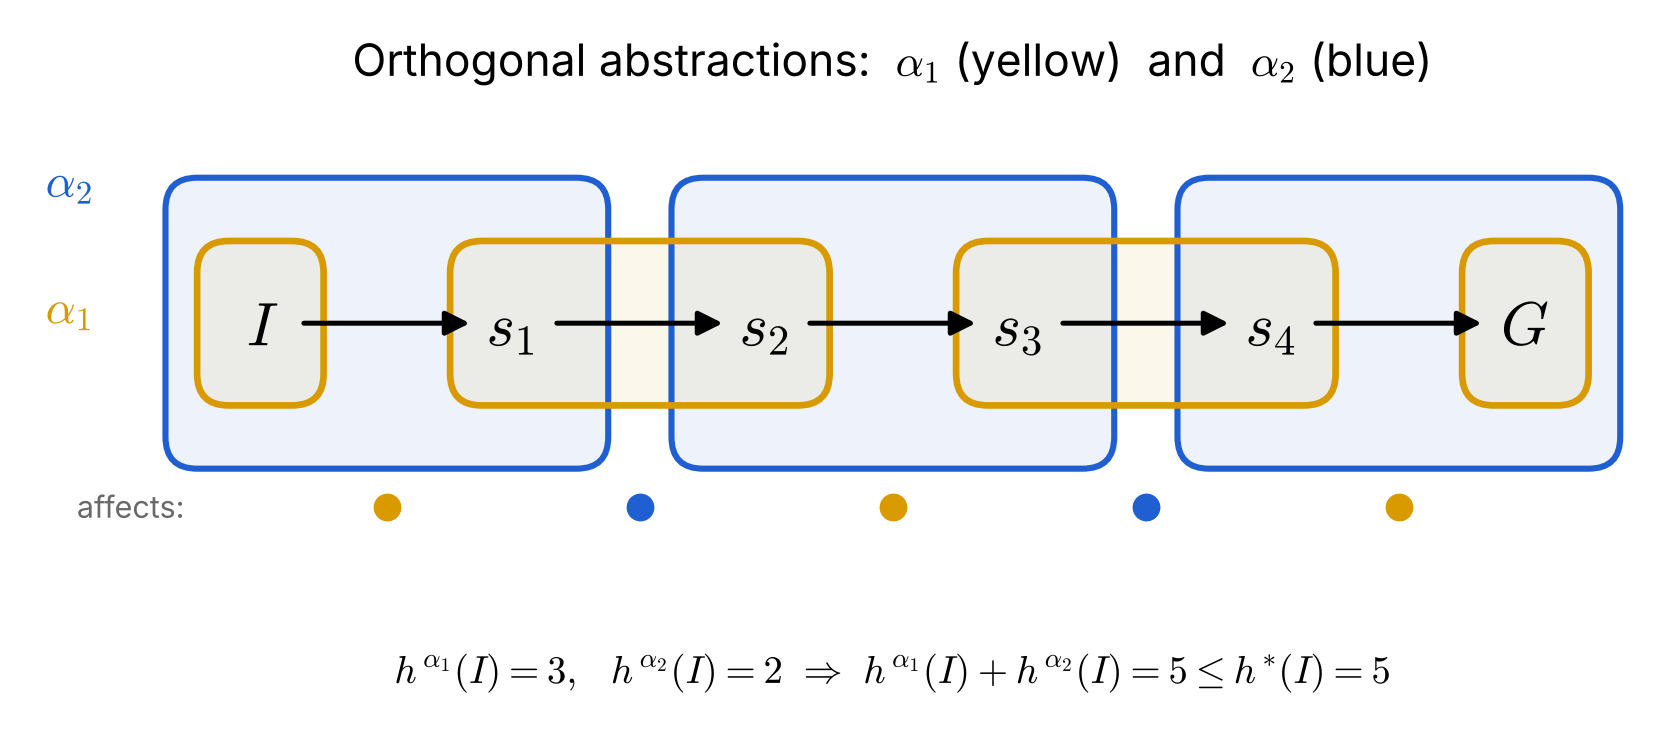 Orthogonal abstractions: α₁ (yellow) and α₂ (blue)
α₂
α₁
I s₁ s₂ s₃ s₄ G
affects:
h^α₁(I) = 3, h^α₂(I) = 2 ⇒ h^α₁(I) + h^α₂(I) = 5 ≤ h*(I) = 5